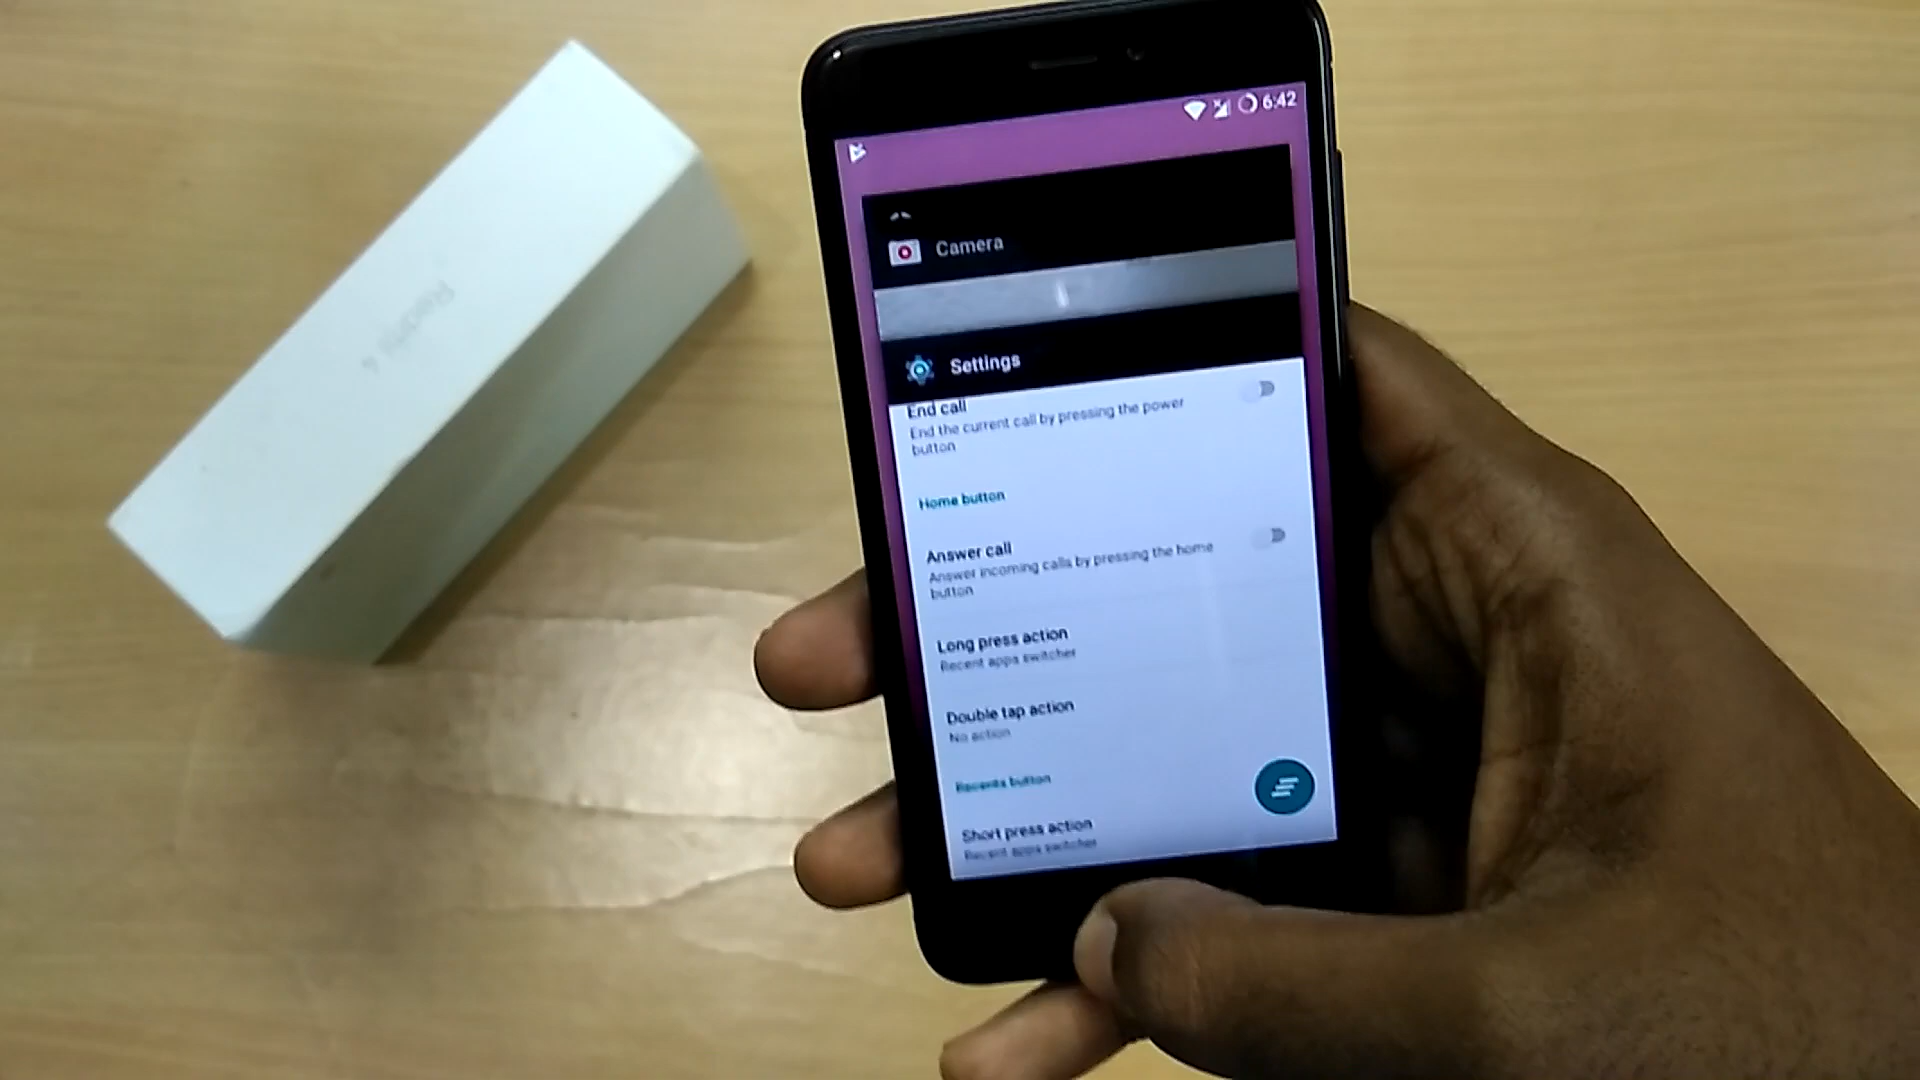 Redmi 4
6:42
Camera
Settings
End call
End the current call by pressing the power
button
Home button
Answer call
Answer incoming calls by pressing the home
button
Long press action
Recent apps switcher
Double tap action
No action
Recents button
Short press action
Recent apps switcher